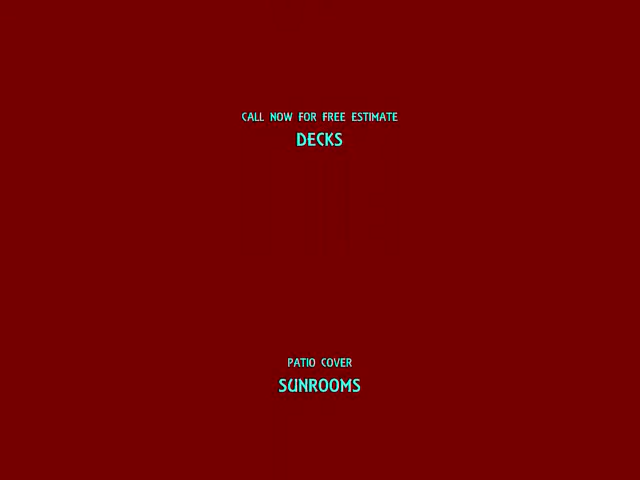 CALL NOW FOR FREE ESTIMATE
DECKS
PATIO COVER
SUNROOMS